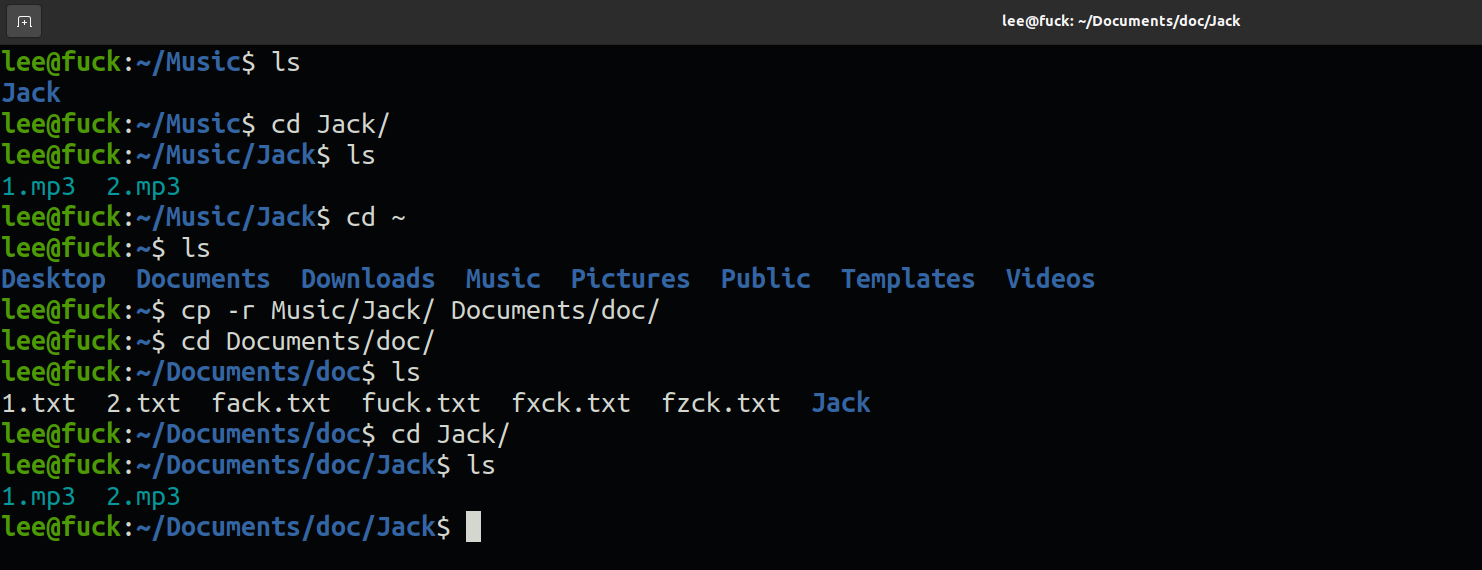 lee@fuck: ~/Documents/doc/Jack
lee@fuck:~/Music$ ls
Jack
lee@fuck:~/Music$ cd Jack/
lee@fuck:~/Music/Jack$ ls
1.mp3  2.mp3
lee@fuck:~/Music/Jack$ cd ~
lee@fuck:~$ ls
Desktop  Documents  Downloads  Music  Pictures  Public  Templates  Videos
lee@fuck:~$ cp -r Music/Jack/ Documents/doc/
lee@fuck:~$ cd Documents/doc/
lee@fuck:~/Documents/doc$ ls
1.txt  2.txt  fack.txt  fuck.txt  fxck.txt  fzck.txt  Jack
lee@fuck:~/Documents/doc$ cd Jack/
lee@fuck:~/Documents/doc/Jack$ ls
1.mp3  2.mp3
lee@fuck:~/Documents/doc/Jack$